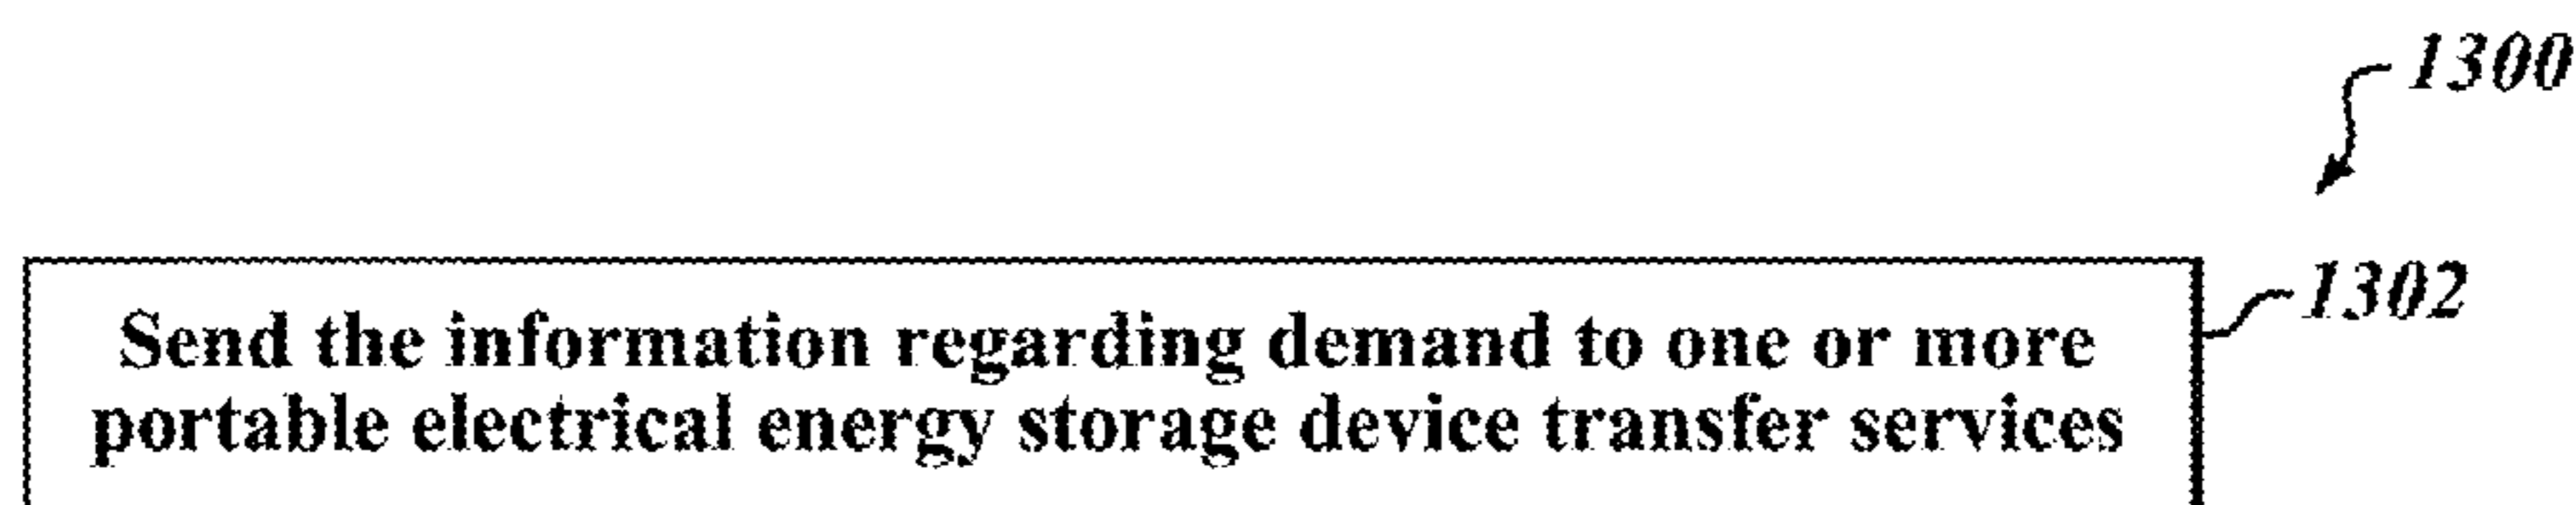 1300
1302
Send the information regarding demand to one or more
portable electrical energy storage device transfer services